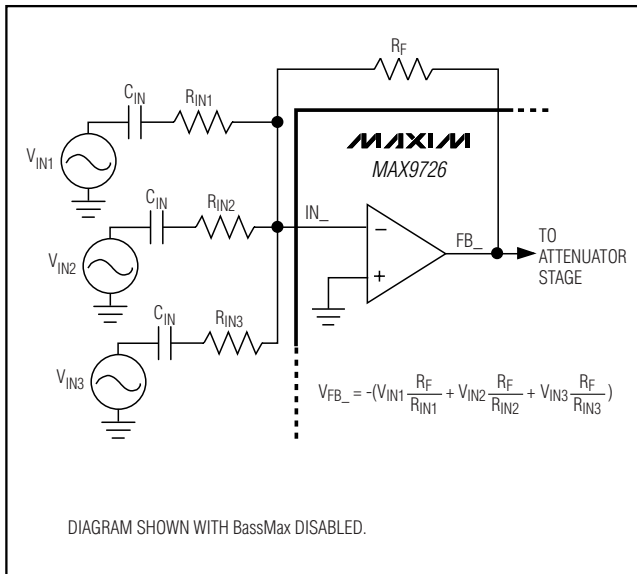 RF
CIN
RIN1
VIN1
MAXIM
MAX9726
CIN
RIN2
IN_
−
FB_
TO
ATTENUATOR
STAGE
VIN2
+
CIN
RIN3
VIN3
VFB_ = -(VIN1 RF/RIN1 + VIN2 RF/RIN2 + VIN3 RF/RIN3)
DIAGRAM SHOWN WITH BassMax DISABLED.